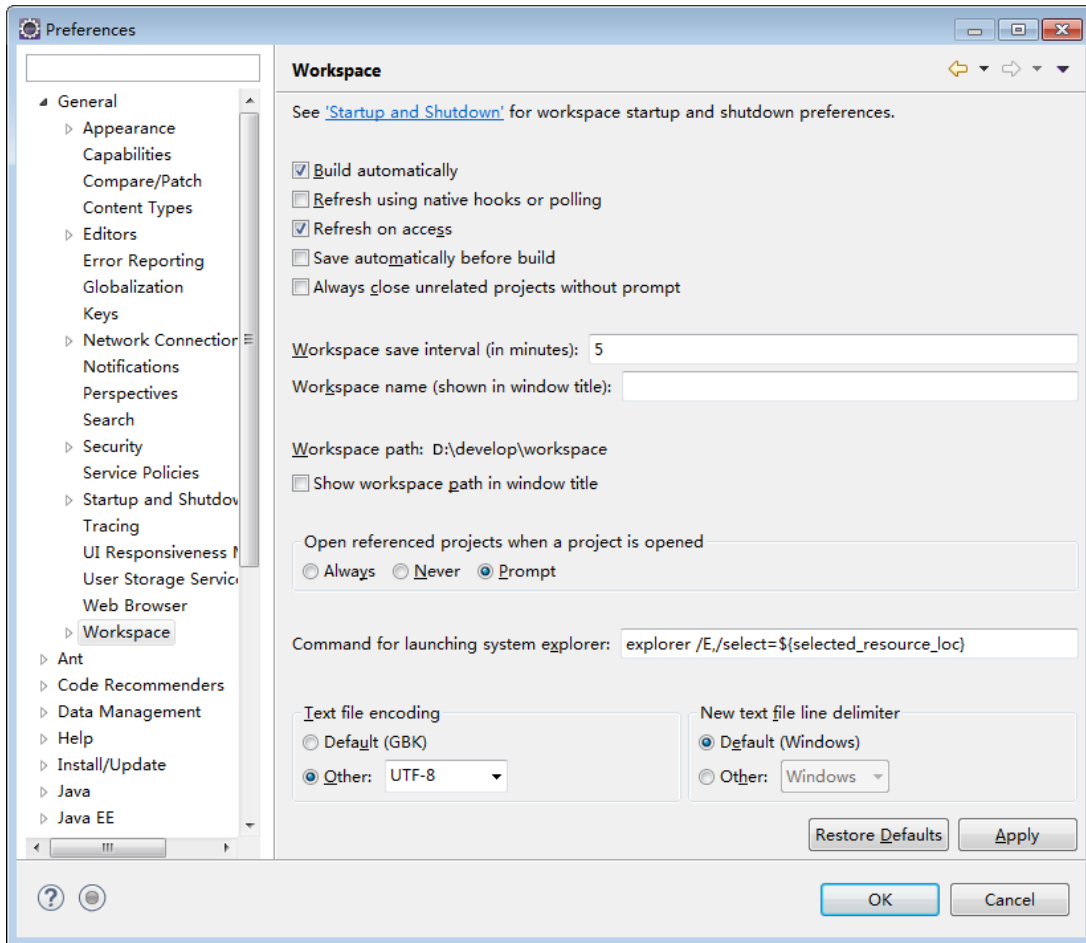 Preferences
General
Appearance
Capabilities
Compare/Patch
Content Types
Editors
Error Reporting
Globalization
Keys
Network Connection
Notifications
Perspectives
Search
Security
Service Policies
Startup and Shutdow
Tracing
UI Responsiveness M
User Storage Service
Web Browser
Workspace
Ant
Code Recommenders
Data Management
Help
Install/Update
Java
Java EE
Workspace
See 'Startup and Shutdown' for workspace startup and shutdown preferences.
Build automatically
Refresh using native hooks or polling
Refresh on access
Save automatically before build
Always close unrelated projects without prompt
Workspace save interval (in minutes): 5
Workspace name (shown in window title):
Workspace path: D:\develop\workspace
Show workspace path in window title
Open referenced projects when a project is opened
Always Never Prompt
Command for launching system explorer: explorer /E,/select=${selected_resource_loc}
Text file encoding
Default (GBK)
Other: UTF-8
New text file line delimiter
Default (Windows)
Other: Windows
Restore Defaults Apply
OK Cancel